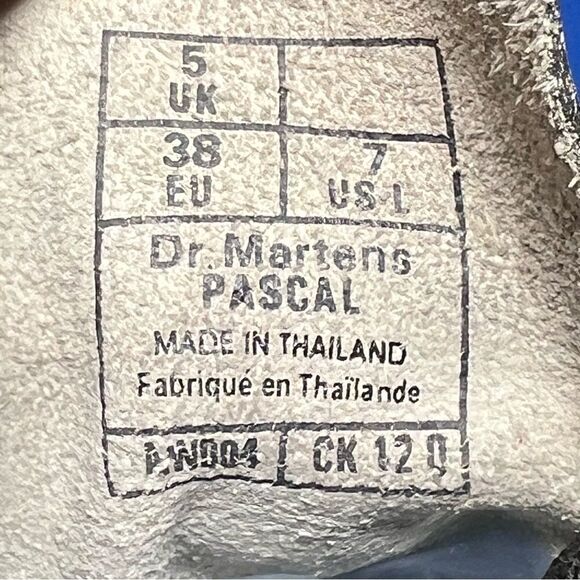 5
UK
38 7
EU US-L
Dr. Martens
PASCAL
MADE IN THAILAND
Fabriqué en Thaïlande
AW004 CK 12 Q